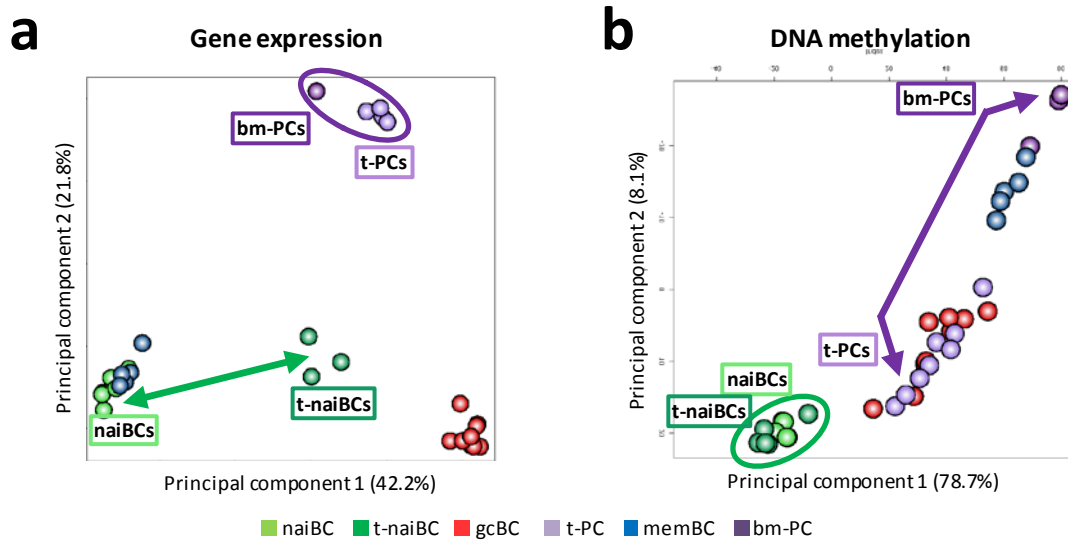 a
Gene expression
bm-PCs
t-PCs
t-naiBCs
naiBCs
Principal component 2 (21.8%)
Principal component 1 (42.2%)
b
DNA methylation
bm-PCs
t-PCs
naiBCs
t-naiBCs
Principal component 2 (8.1%)
Principal component 1 (78.7%)
naiBC t-naiBC gcBC t-PC memBC bm-PC